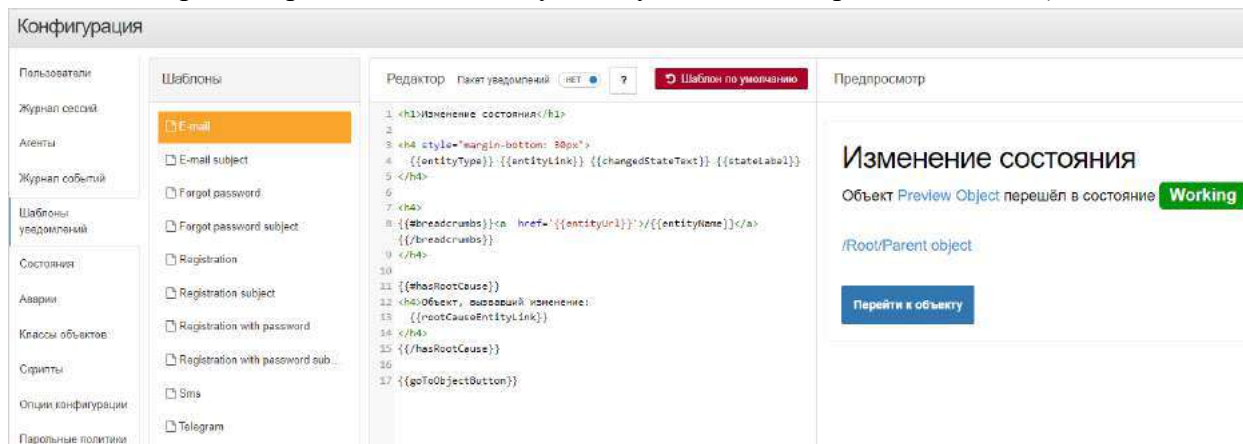 Конфигурация
Пользователи
Журнал сессий
Агенты
Журнал событий
Шаблоны
уведомлений
Состояния
Аварии
Классы объектов
Скрипты
Опции конфигурации
Парольные политики
Шаблоны
E-mail
E-mail subject
Forgot password
Forgot password subject
Registration
Registration subject
Registration with password
Registration with password sub...
Sms
Telegram
Редактор Пакет уведомлений НЕТ ? Шаблон по умолчанию
1 <h1>Изменение состояния</h1>
2
3 <h4 style="margin-bottom: 30px">
4 {{entityType}} {{entityLink}} {{changedStateText}} {{stateLabel}}
5 </h4>
6
7 <h4>
8 {{#breadcrumbs}}<a href='{{entityUrl}}'>/{{entityName}}</a>
{{/breadcrumbs}}
9 </h4>
10
11 {{#hasRootCause}}
12 <h4>Объект, вызвавший изменение:
13 {{rootCauseEntityLink}}
14 </h4>
15 {{/hasRootCause}}
16
17 {{goToObjectButton}}
Предпросмотр
Изменение состояния
Объект Preview Object перешёл в состояние Working
/Root/Parent object
Перейти к объекту